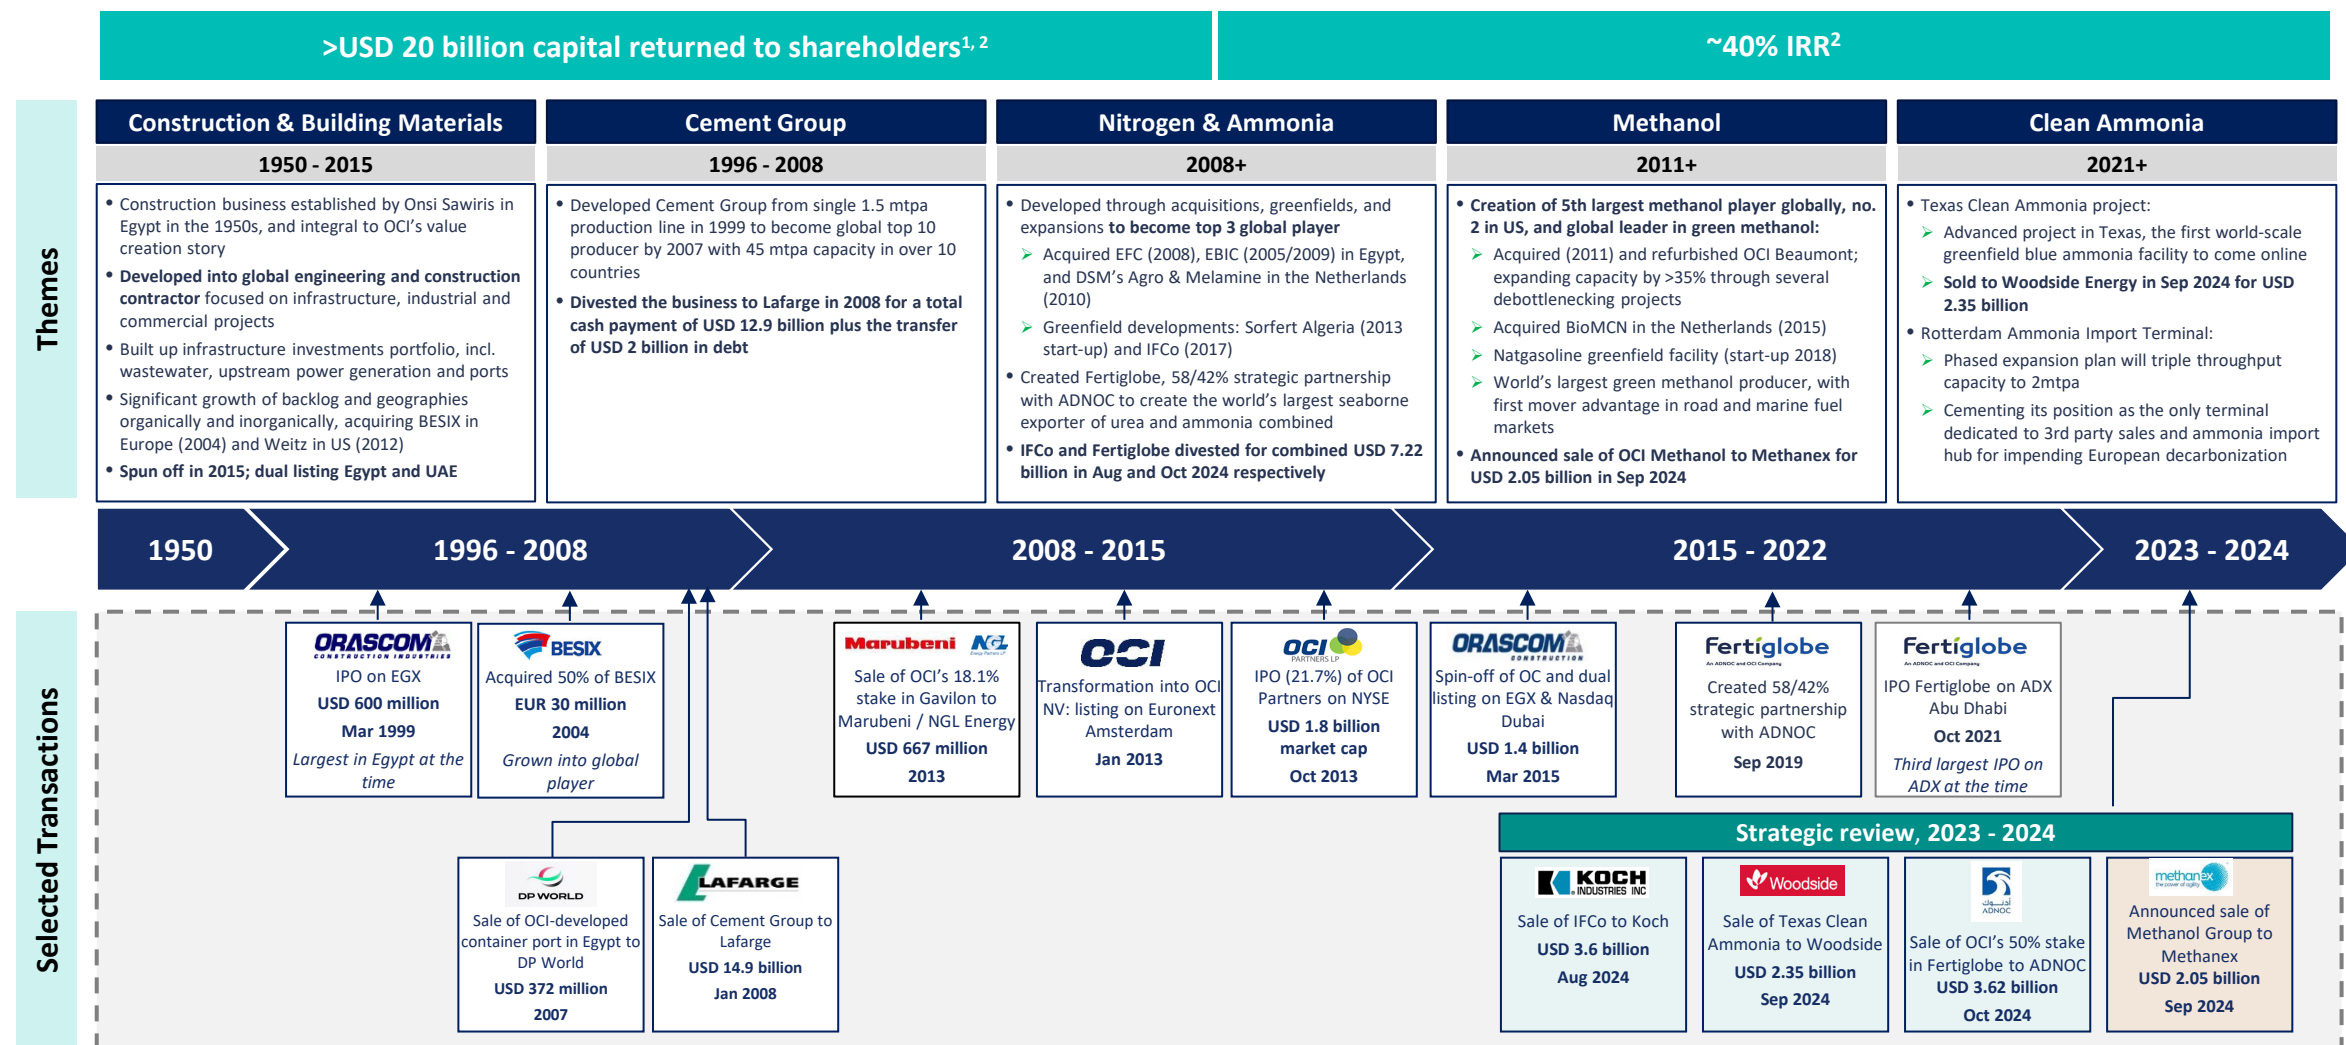 >USD 20 billion capital returned to shareholders1, 2
~40% IRR2
Themes
Construction & Building Materials
1950 - 2015
• Construction business established by Onsi Sawiris in
Egypt in the 1950s, and integral to OCI's value
creation story
• Developed into global engineering and construction
contractor focused on infrastructure, industrial and
commercial projects
• Built up infrastructure investments portfolio, incl.
wastewater, upstream power generation and ports
• Significant growth of backlog and geographies
organically and inorganically, acquiring BESIX in
Europe (2004) and Weitz in US (2012)
• Spun off in 2015; dual listing Egypt and UAE
Cement Group
1996 - 2008
• Developed Cement Group from single 1.5 mtpa
production line in 1999 to become global top 10
producer by 2007 with 45 mtpa capacity in over 10
countries
• Divested the business to Lafarge in 2008 for a total
cash payment of USD 12.9 billion plus the transfer
of USD 2 billion in debt
Nitrogen & Ammonia
2008+
• Developed through acquisitions, greenfields, and
expansions to become top 3 global player
➢ Acquired EFC (2008), EBIC (2005/2009) in Egypt,
and DSM's Agro & Melamine in the Netherlands
(2010)
➢ Greenfield developments: Sorfert Algeria (2013
start-up) and IFCo (2017)
• Created Fertiglobe, 58/42% strategic partnership
with ADNOC to create the world's largest seaborne
exporter of urea and ammonia combined
• IFCo and Fertiglobe divested for combined USD 7.22
billion in Aug and Oct 2024 respectively
Methanol
2011+
• Creation of 5th largest methanol player globally, no.
2 in US, and global leader in green methanol:
➢ Acquired (2011) and refurbished OCI Beaumont;
expanding capacity by >35% through several
debottlenecking projects
➢ Acquired BioMCN in the Netherlands (2015)
➢ Natgasoline greenfield facility (start-up 2018)
➢ World's largest green methanol producer, with
first mover advantage in road and marine fuel
markets
• Announced sale of OCI Methanol to Methanex for
USD 2.05 billion in Sep 2024
Clean Ammonia
2021+
• Texas Clean Ammonia project:
➢ Advanced project in Texas, the first world-scale
greenfield blue ammonia facility to come online
➢ Sold to Woodside Energy in Sep 2024 for USD
2.35 billion
• Rotterdam Ammonia Import Terminal:
➢ Phased expansion plan will triple throughput
capacity to 2mtpa
➢ Cementing its position as the only terminal
dedicated to 3rd party sales and ammonia import
hub for impending European decarbonization
1950
1996 - 2008
2008 - 2015
2015 - 2022
2023 - 2024
Selected Transactions
ORASCOM
CONSTRUCTION INDUSTRIES
IPO on EGX
USD 600 million
Mar 1999
Largest in Egypt at the
time
BESIX
Acquired 50% of BESIX
EUR 30 million
2004
Grown into global
player
Marubeni NGL
Energy Partners LP
Sale of OCI's 18.1%
stake in Gavilon to
Marubeni / NGL Energy
USD 667 million
2013
OCI
Transformation into OCI
NV: listing on Euronext
Amsterdam
Jan 2013
OCI
PARTNERS LP
IPO (21.7%) of OCI
Partners on NYSE
USD 1.8 billion
market cap
Oct 2013
ORASCOM
CONSTRUCTION
Spin-off of OC and dual
listing on EGX & Nasdaq
Dubai
USD 1.4 billion
Mar 2015
Fertiglobe
An ADNOC and OCI Company
Created 58/42%
strategic partnership
with ADNOC
Sep 2019
Fertiglobe
An ADNOC and OCI Company
IPO Fertiglobe on ADX
Abu Dhabi
Oct 2021
Third largest IPO on
ADX at the time
DP WORLD
Sale of OCI-developed
container port in Egypt to
DP World
USD 372 million
2007
LAFARGE
Sale of Cement Group to
Lafarge
USD 14.9 billion
Jan 2008
Strategic review, 2023 - 2024
KOCH
INDUSTRIES INC
Sale of IFCo to Koch
USD 3.6 billion
Aug 2024
Woodside
Sale of Texas Clean
Ammonia to Woodside
USD 2.35 billion
Sep 2024
أدنوك
ADNOC
Sale of OCI's 50% stake
in Fertiglobe to ADNOC
USD 3.62 billion
Oct 2024
methanex
the power of agility
Announced sale of
Methanol Group to
Methanex
USD 2.05 billion
Sep 2024